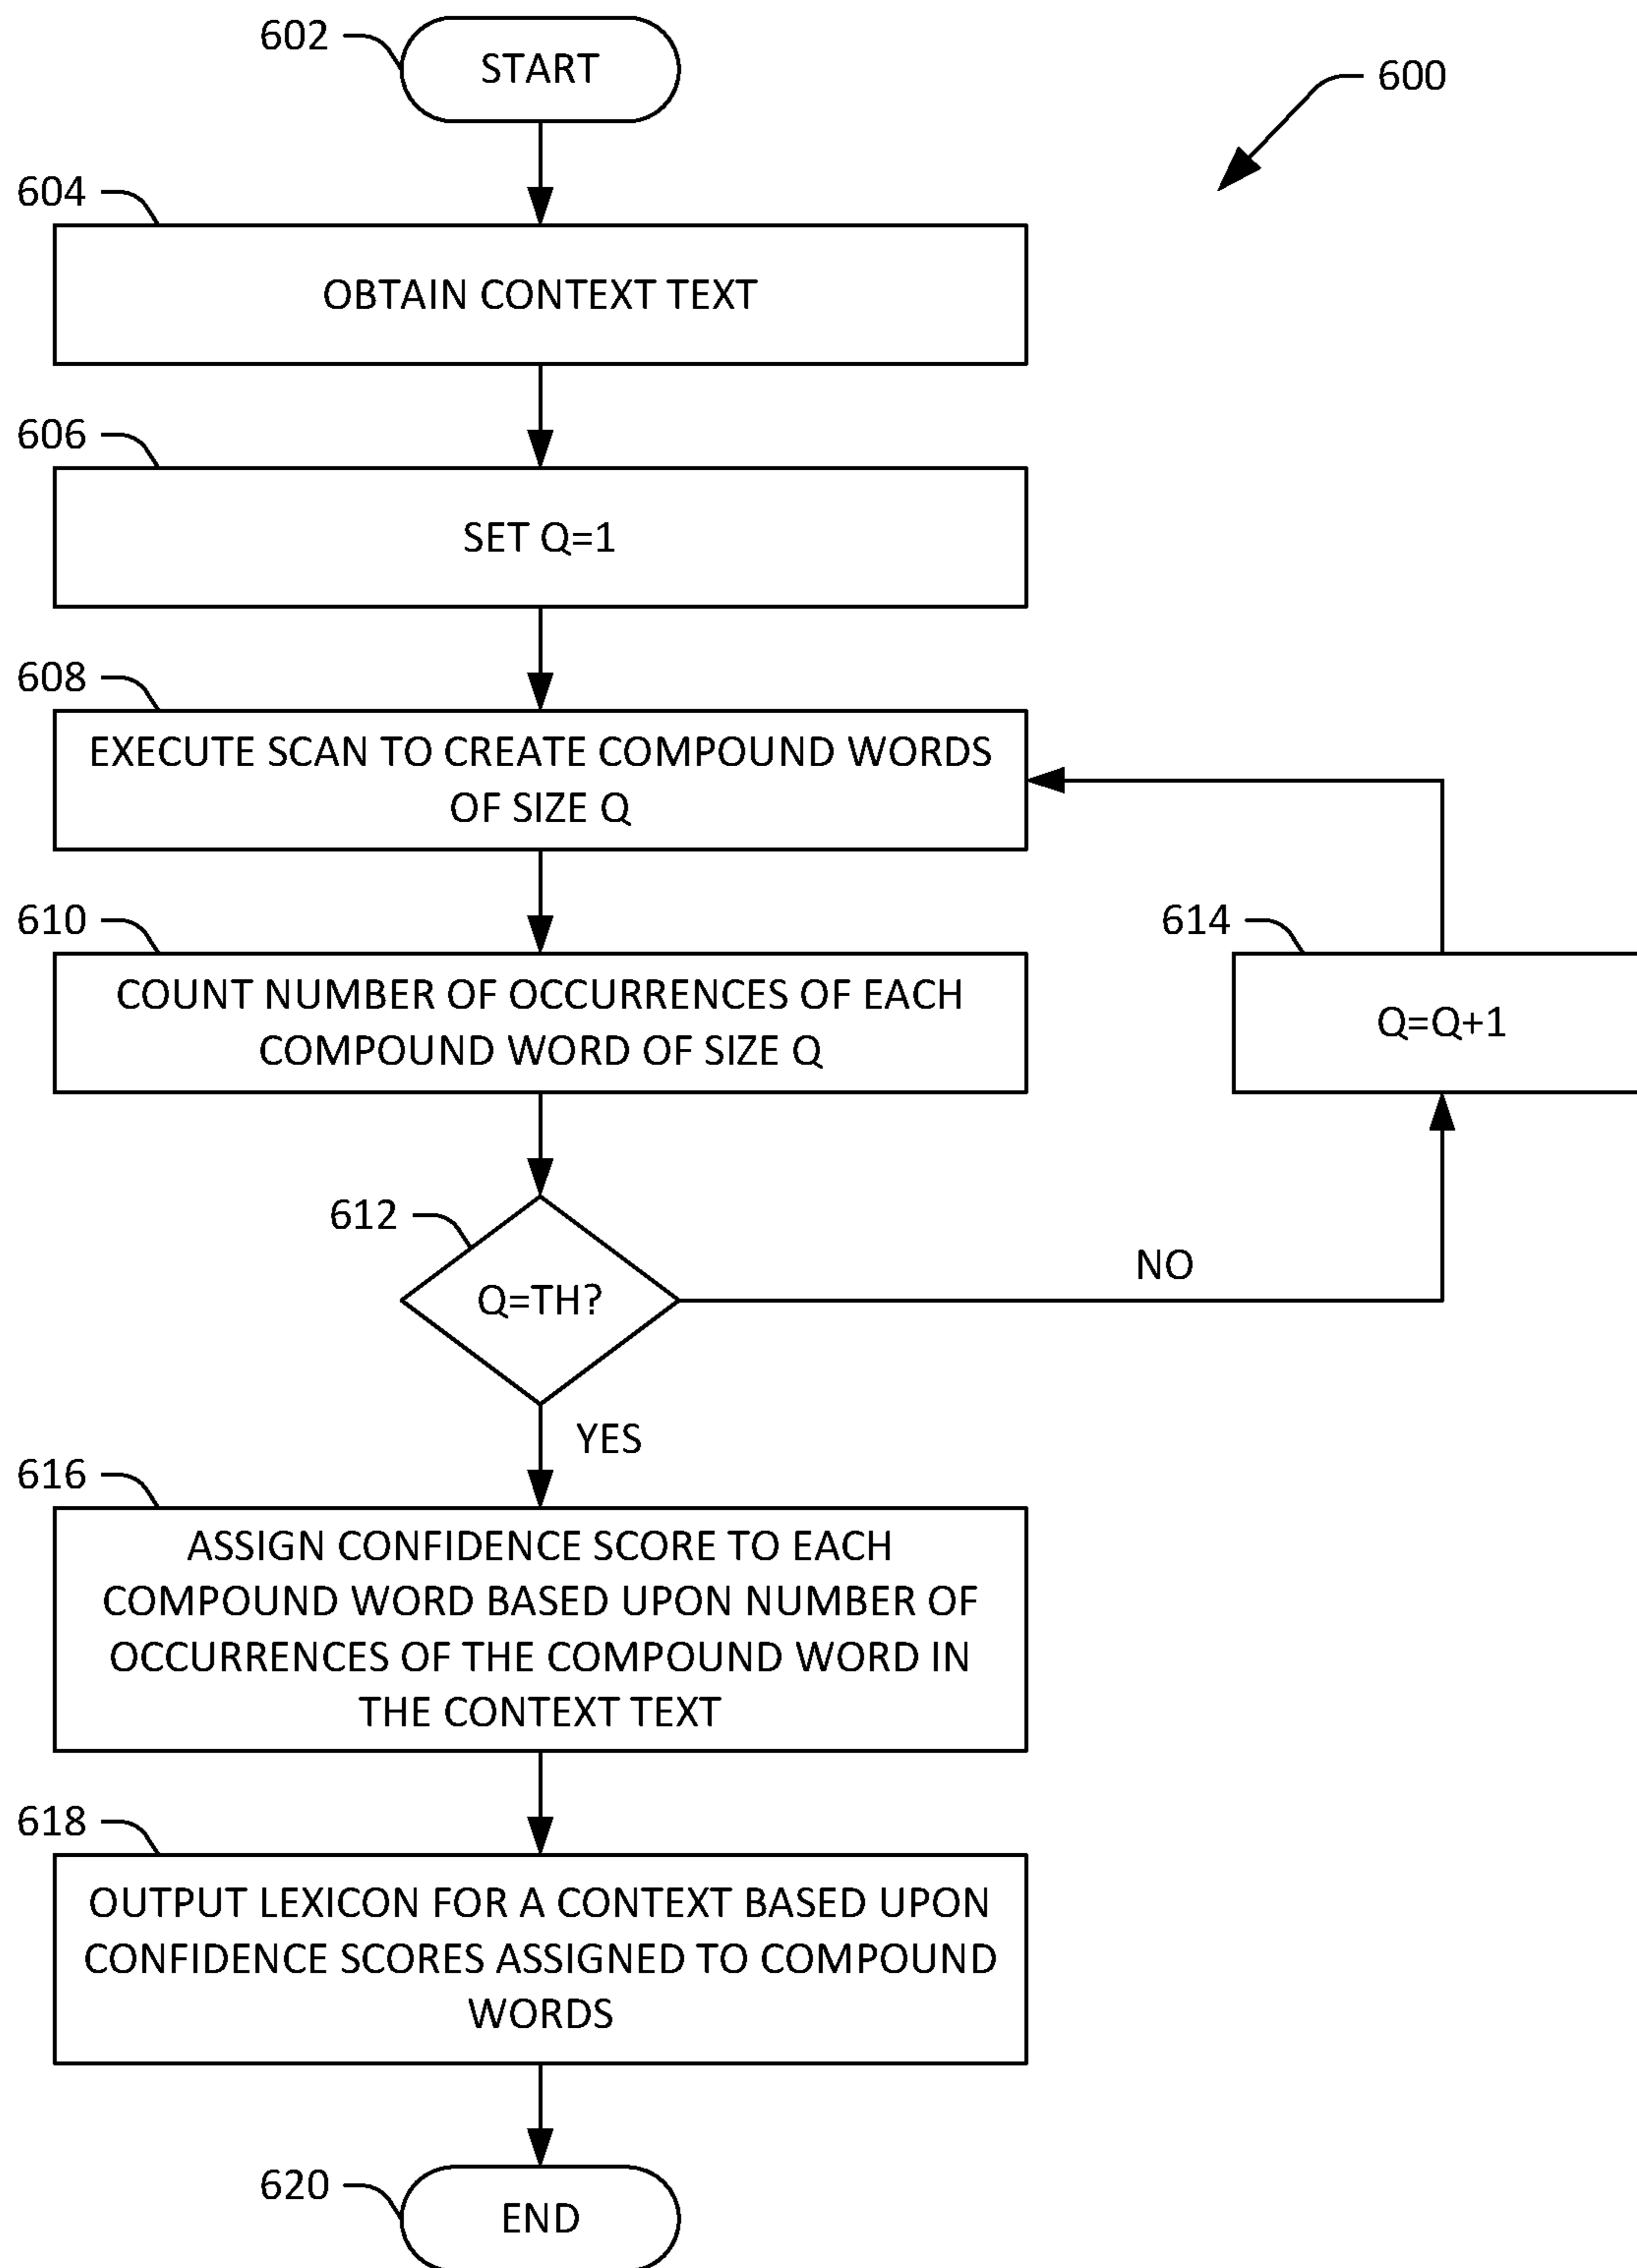 602
START
600
604
OBTAIN CONTEXT TEXT
606
SET Q=1
608
EXECUTE SCAN TO CREATE COMPOUND WORDS
OF SIZE Q
610
COUNT NUMBER OF OCCURRENCES OF EACH
COMPOUND WORD OF SIZE Q
614
Q=Q+1
612
Q=TH?
NO
YES
616
ASSIGN CONFIDENCE SCORE TO EACH
COMPOUND WORD BASED UPON NUMBER OF
OCCURRENCES OF THE COMPOUND WORD IN
THE CONTEXT TEXT
618
OUTPUT LEXICON FOR A CONTEXT BASED UPON
CONFIDENCE SCORES ASSIGNED TO COMPOUND
WORDS
620
END